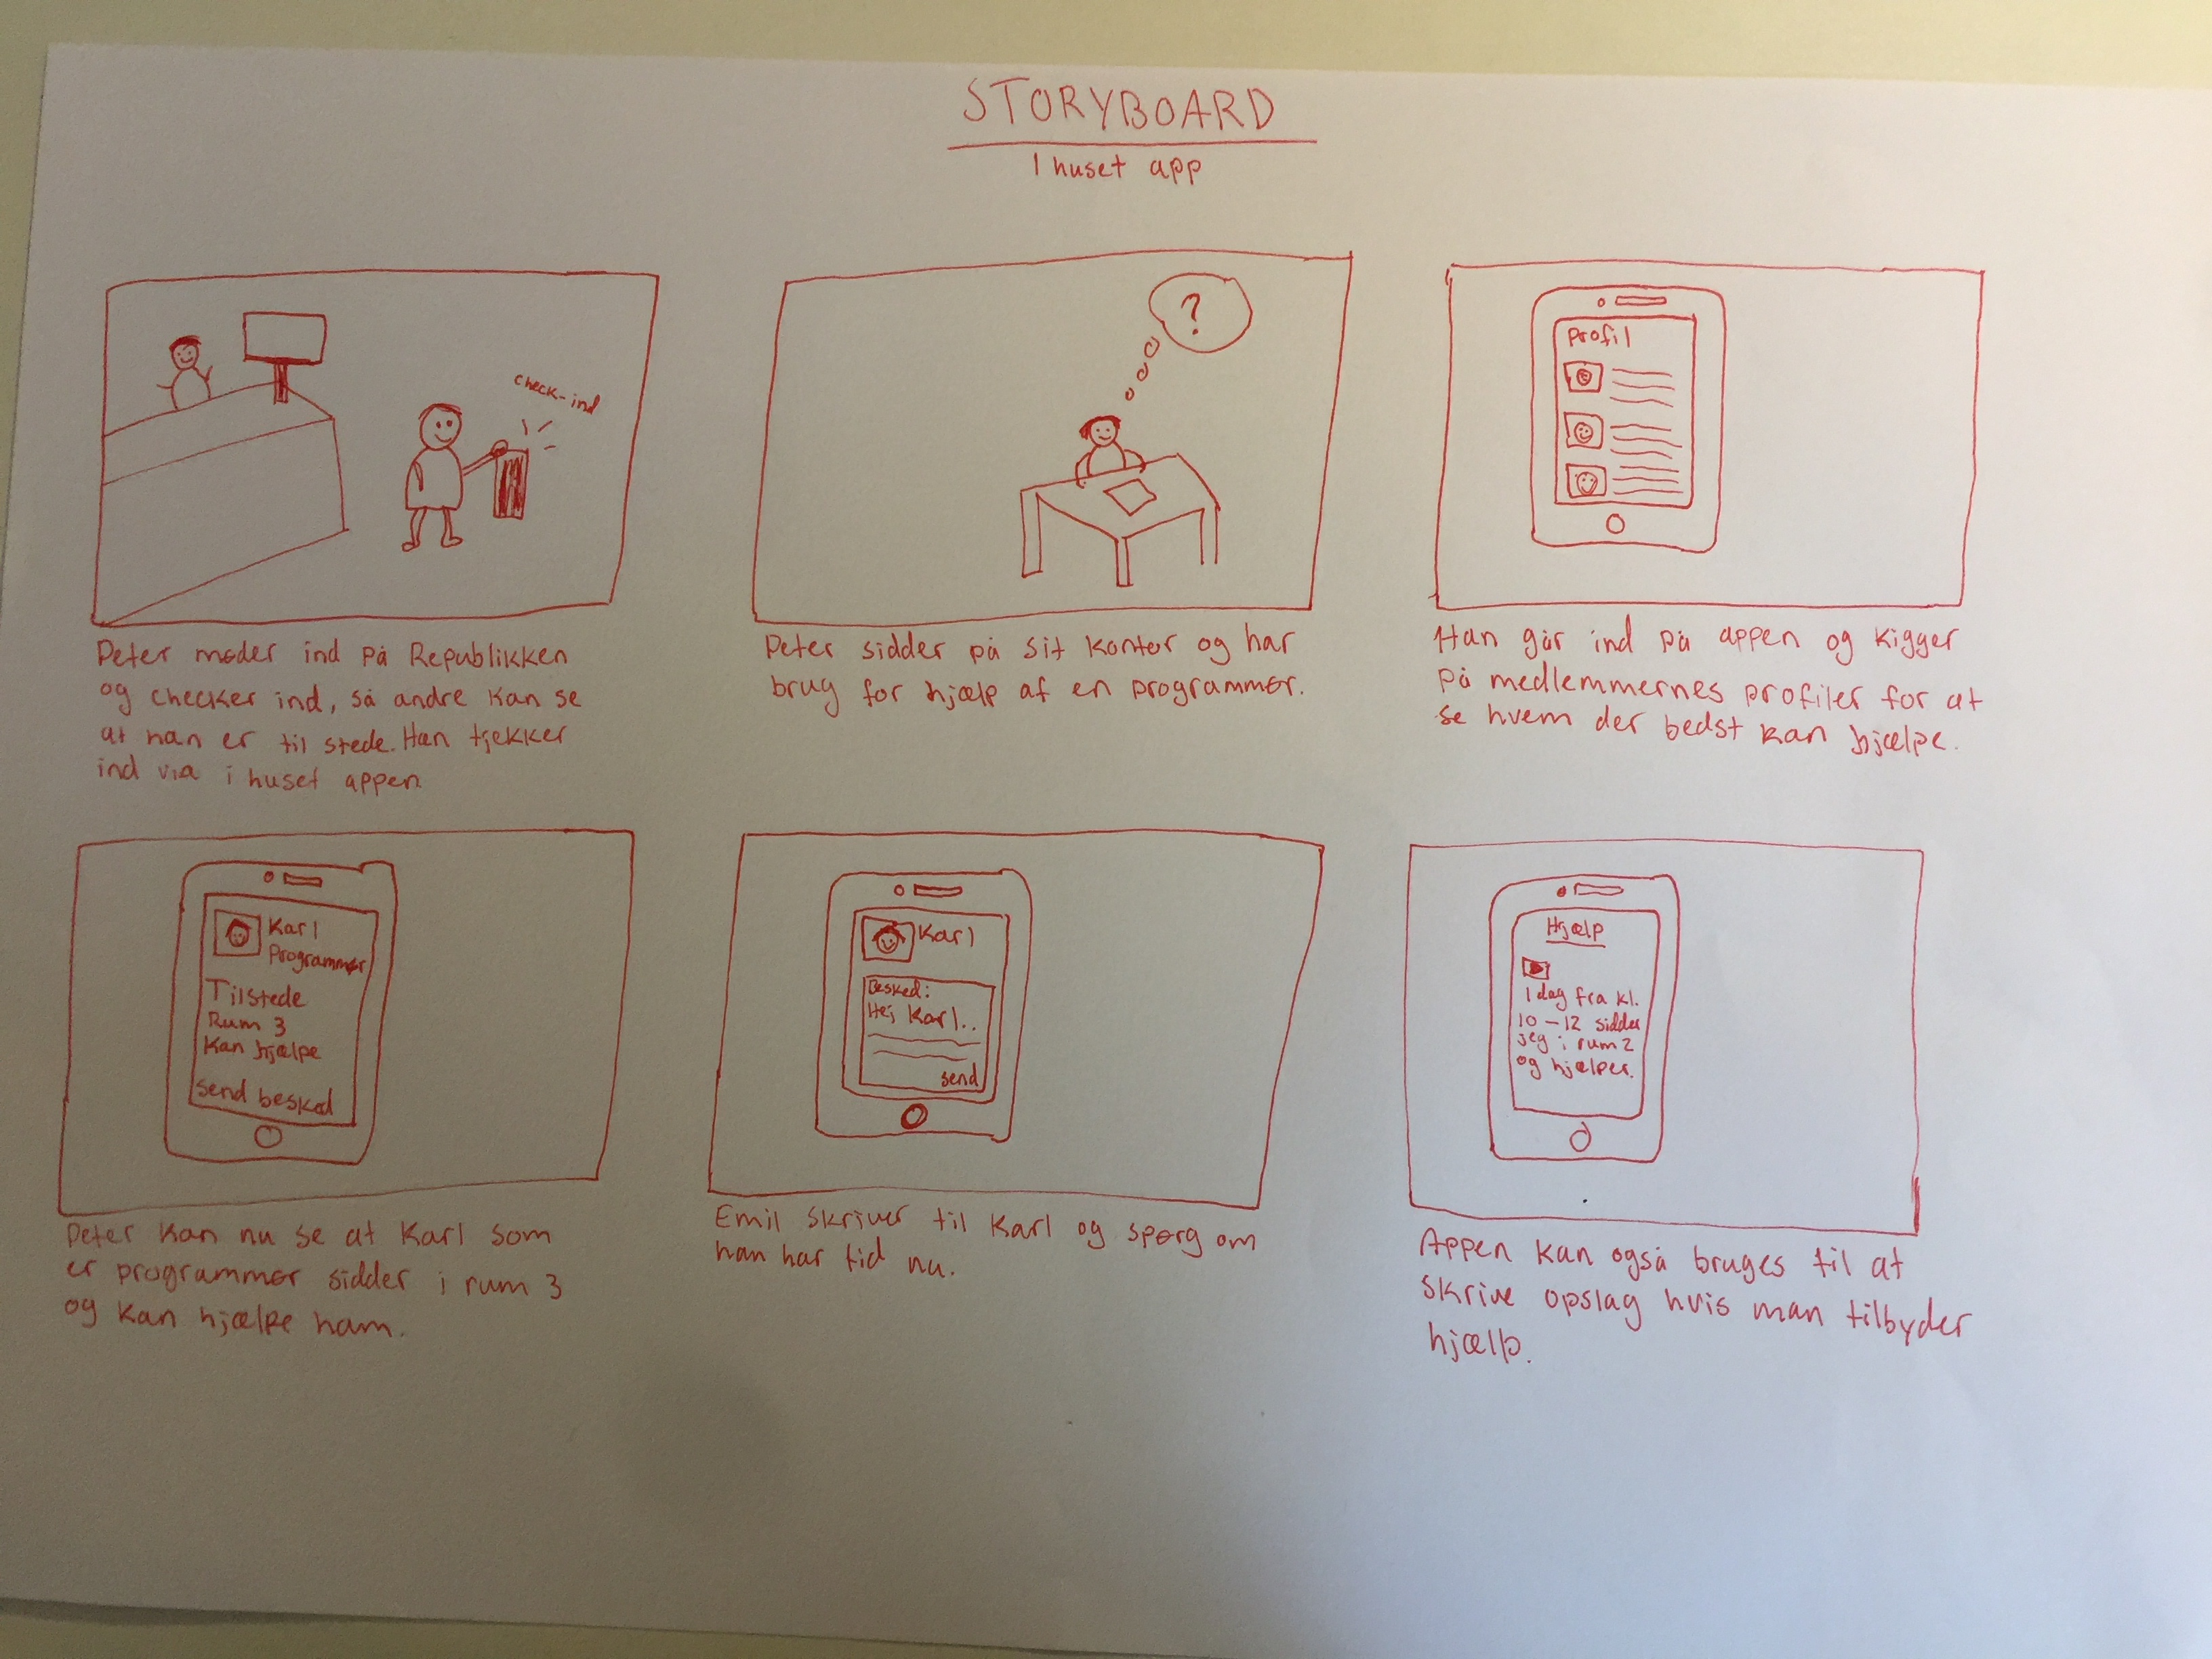 STORYBOARD
I huset app
check-ind
Peter møder ind på Republikken
og checker ind, så andre kan se
at han er til stede. Han tjekker
ind via i huset appen
?
Peter sidder på sit kontor og har
brug for hjælp af en programmør.
Profil
Han går ind på appen og kigger
på medlemmernes profiler for at
se hvem der bedst kan hjælpe.
Karl
Programmør
Tilstede
Rum 3
Kan hjælpe
Send besked
Peter kan nu se at Karl som
er programmør sidder i rum 3
og kan hjælpe ham.
Karl
Besked:
Hej Karl..
send
Emil skriver til Karl og spørg om
han har tid nu.
Hjælp
I dag fra kl.
10 - 12 sidder
jeg i rum 2
og hjælper.
Appen kan også bruges til at
skrive opslag hvis man tilbyder
hjælp.